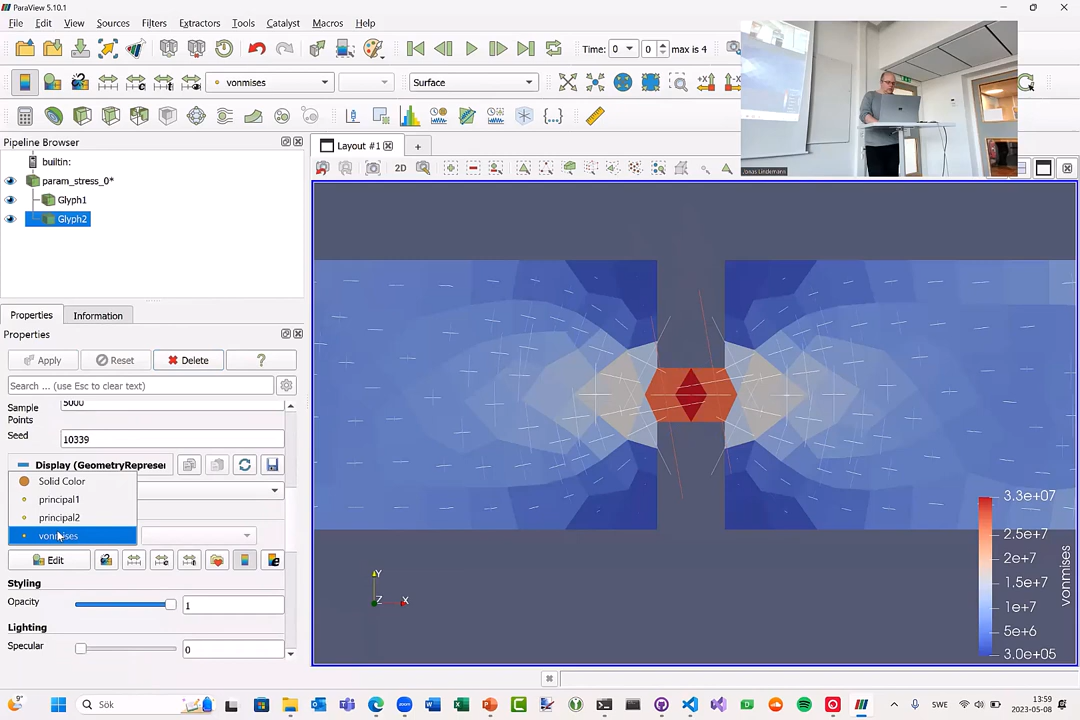 ParaView 5.10.1
File Edit View Sources Filters Extractors Tools Catalyst Macros Help
Time: 0 0 max is 4
vonmises Surface
Pipeline Browser
Layout #1
2D
builtin:
param_stress_0*
Glyph1
Glyph2
Jonas Lindemann
Properties Information
Properties
Apply Reset Delete ?
Search ... (use Esc to clear text)
Sample
Points
5000
Seed 10339
Display (GeometryRepreser
Solid Color
principal1
principal2
vonmises
Edit
Styling
Opacity 1
Lighting
Specular 0
Y
Z X
3.3e+07
2.5e+7
2e+7
1.5e+7
1e+7
5e+6
3.0e+05
vonmises
9°
Sök
SWE
13:59
2023-05-08